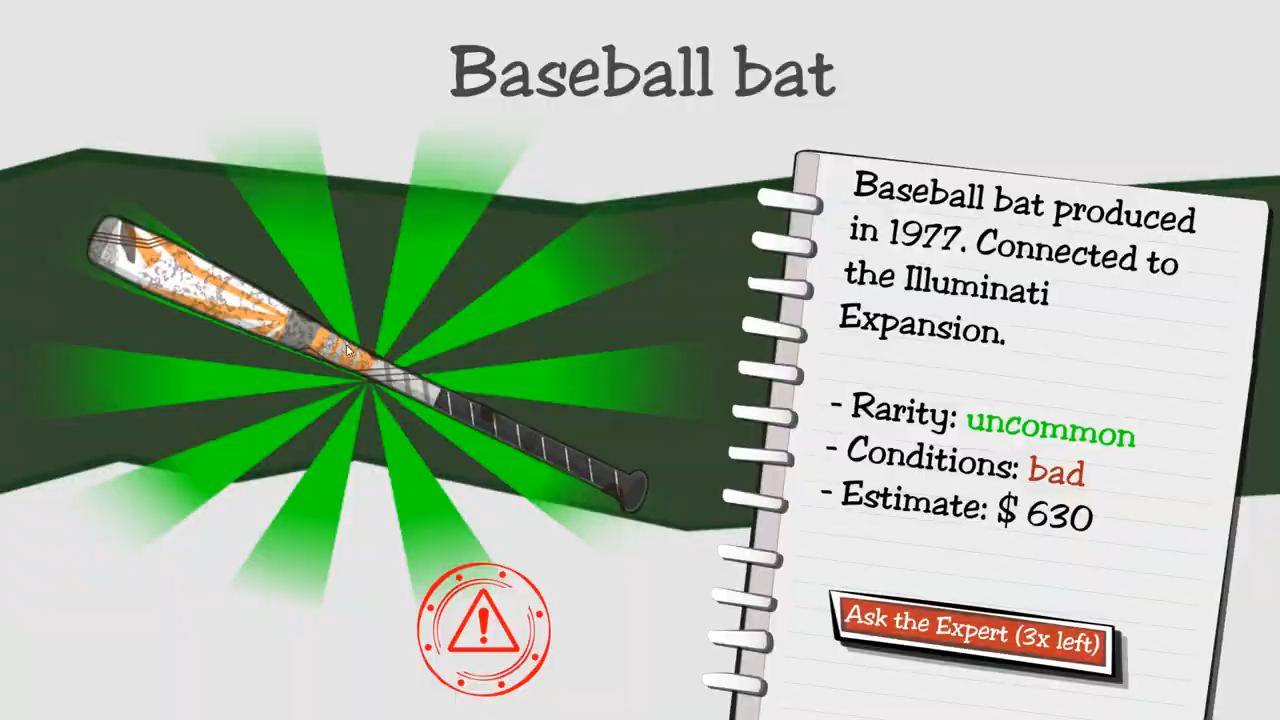 Baseball bat
Baseball bat produced
in 1977. Connected to
the Illuminati
Expansion.
- Rarity: uncommon
- Conditions: bad
- Estimate: $ 630
Ask the Expert (3x left)